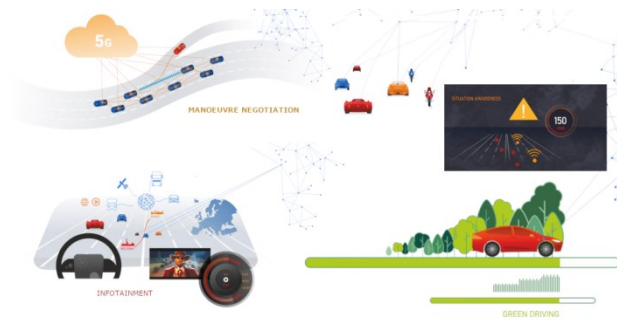 5G
MANOEUVRE NEGOTIATION
SITUATION AWARENESS
150
INFOTAINMENT
GREEN DRIVING